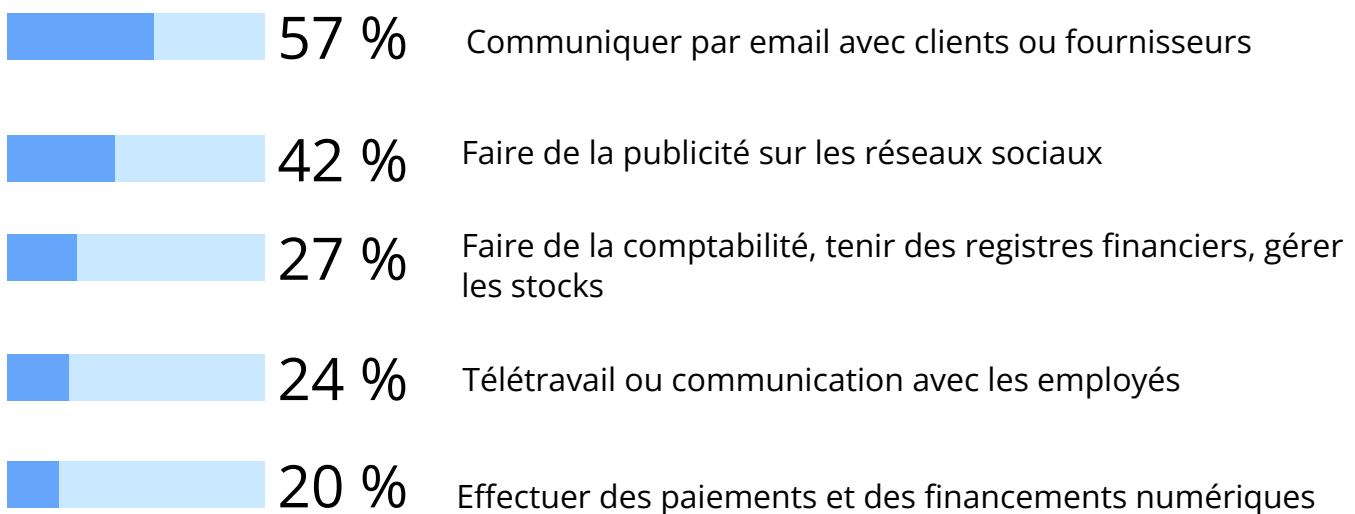 57 % Communiquer par email avec clients ou fournisseurs
42 % Faire de la publicité sur les réseaux sociaux
27 % Faire de la comptabilité, tenir des registres financiers, gérer
les stocks
24 % Télétravail ou communication avec les employés
20 % Effectuer des paiements et des financements numériques